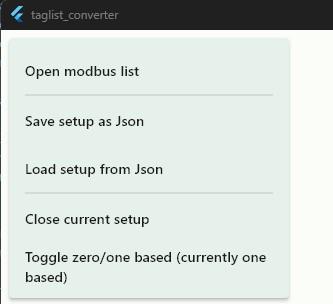 taglist_converter
Open modbus list
Save setup as Json
Load setup from Json
Close current setup
Toggle zero/one based (currently one
based)